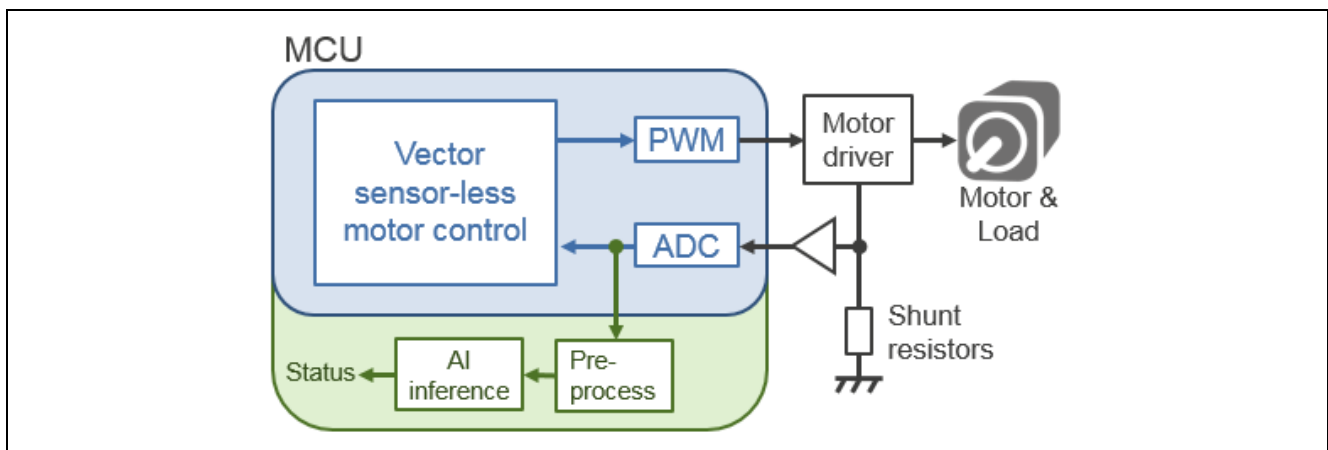 MCU
Vector
sensor-less
motor control
PWM
Motor
driver
Motor &
Load
ADC
Shunt
resistors
Status
AI
inference
Pre-
process